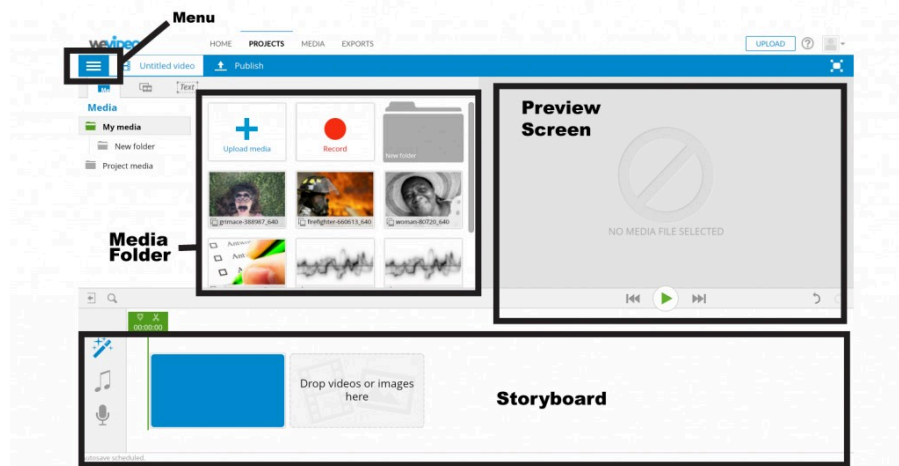 Menu
wevideo
HOME PROJECTS MEDIA EXPORTS
UPLOAD ?
Untitled video Publish
[Text]
Media
My media
New folder
Project media
Upload media
Record
New folder
grimace-388987_640
firefighter-660613_640
woman-80720_640
Media
Folder
Preview
Screen
NO MEDIA FILE SELECTED
00:00:00
Drop videos or images
here
Storyboard
autosave scheduled.